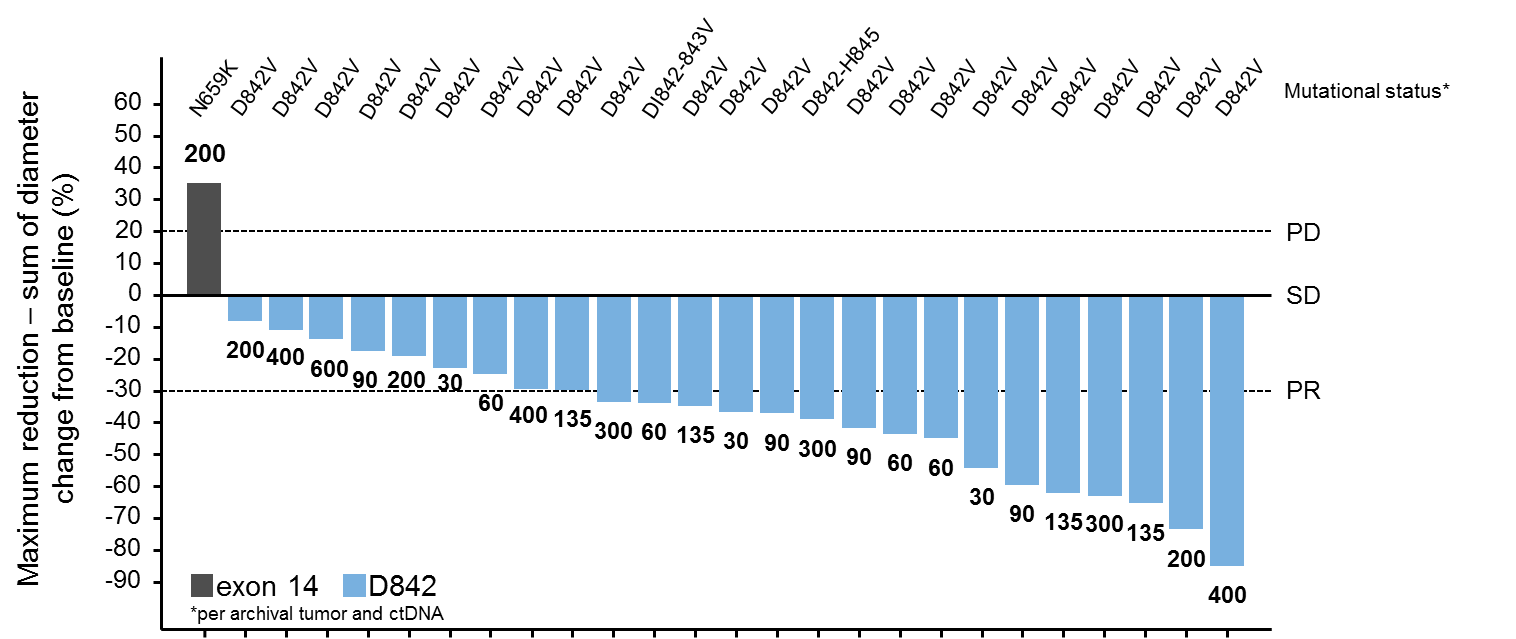 N659K D842V D842V D842V D842V D842V D842V D842V D842V D842V D842V DI842-843V D842V D842V D842V D842-H845 D842V D842V D842V D842V D842V D842V D842V D842V D842V D842V
Mutational status*
Maximum reduction – sum of diameter
change from baseline (%)
60
50
40
30
20
10
0
-10
-20
-30
-40
-50
-60
-70
-80
-90
PD
SD
PR
200 200 400 600 90 200 30 60 400 135 300 60 135 30 90 300 90 60 60 30 90 135 300 135 200 400
exon 14 D842
*per archival tumor and ctDNA